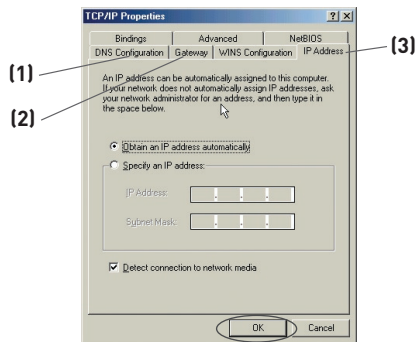 TCP/IP Properties
Bindings Advanced NetBIOS
DNS Configuration Gateway WINS Configuration IP Address
(1)
(2)
(3)
An IP address can be automatically assigned to this computer.
If your network does not automatically assign IP addresses, ask
your network administrator for an address, and then type it in
the space below.
Obtain an IP address automatically
Specify an IP address:
IP Address:
Subnet Mask:
Detect connection to network media
OK Cancel